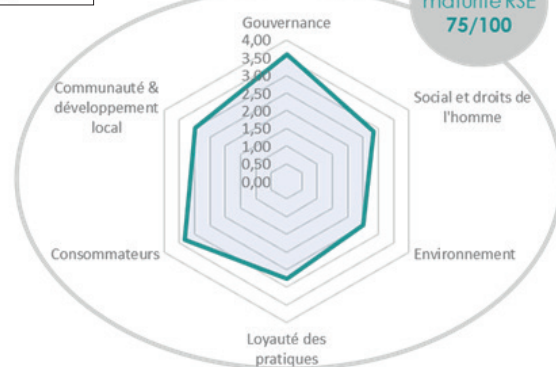 maturité RSE
75/100
Gouvernance
4,00
3,50
3,00
2,50
2,00
1,50
1,00
0,50
0,00
Social et droits de
l'homme
Environnement
Loyauté des
pratiques
Consommateurs
Communauté &
développement
local